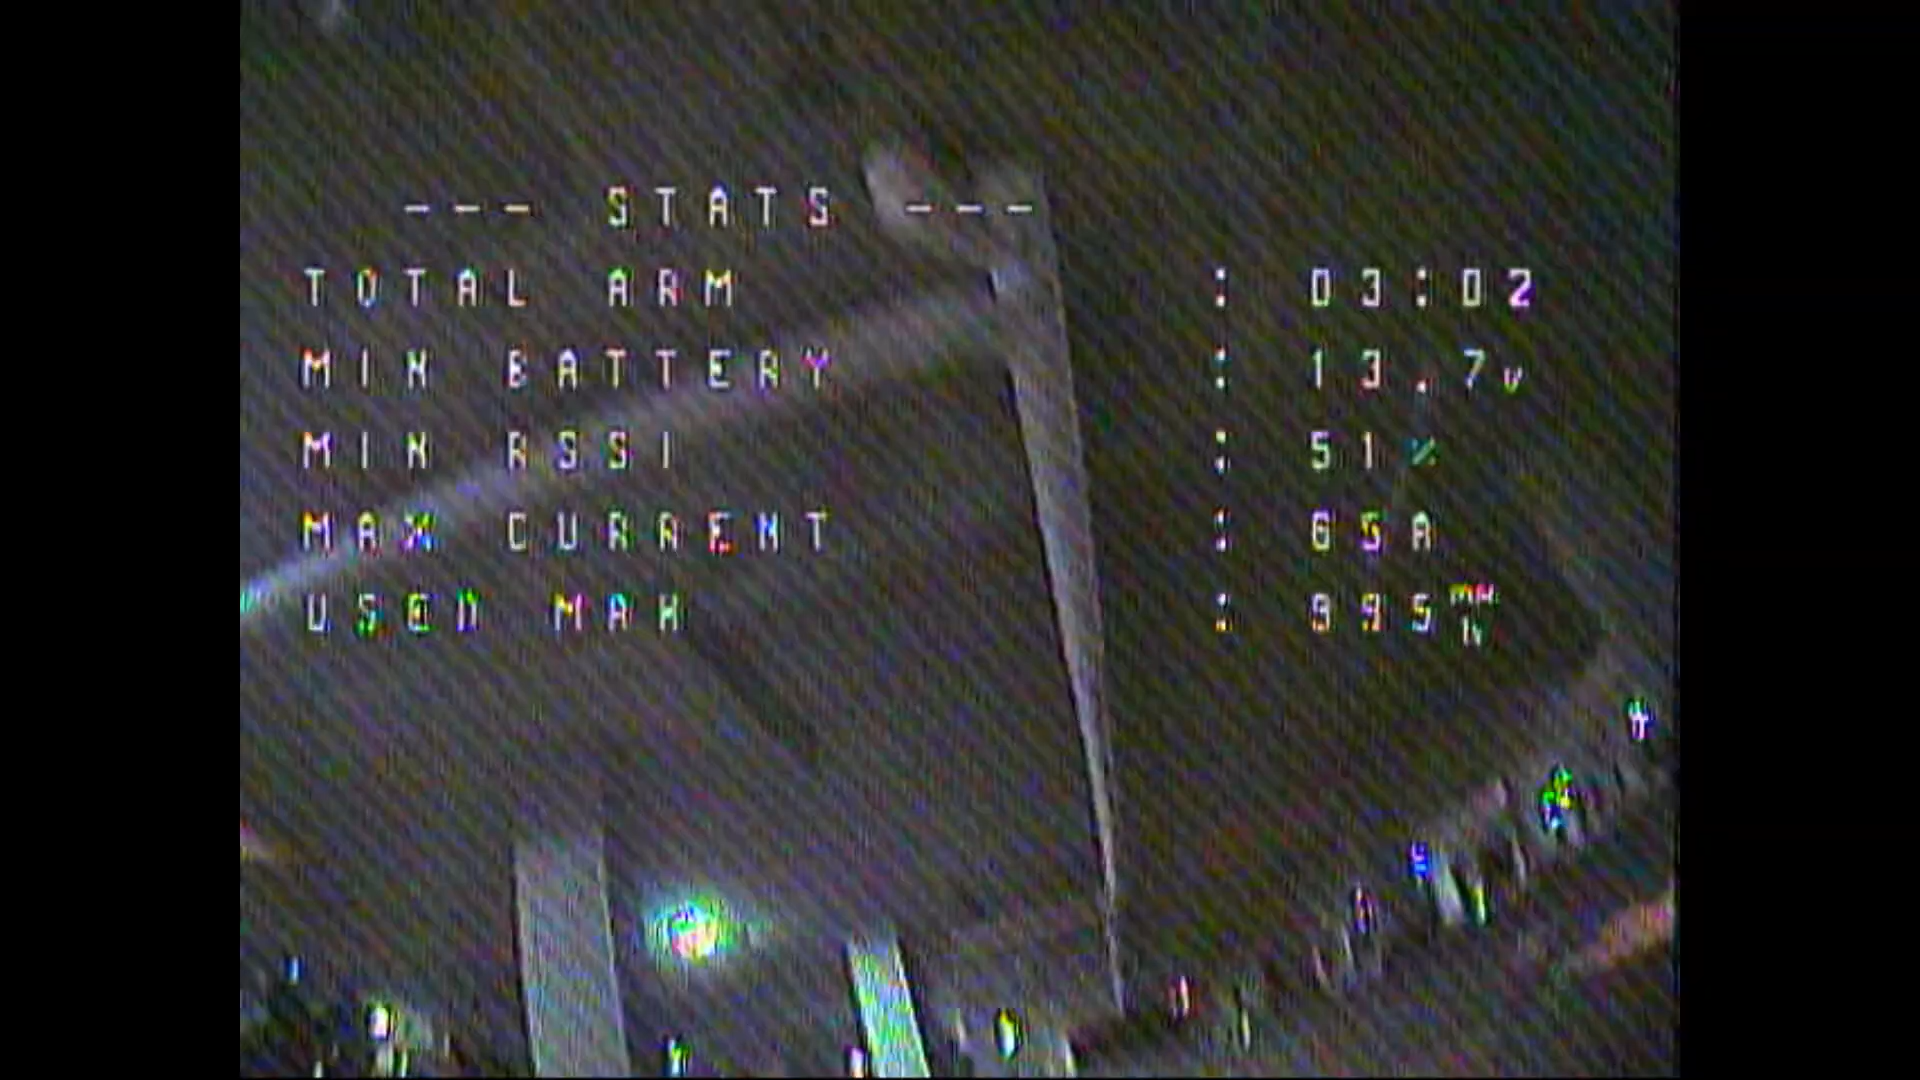 --- STATS ---
TOTAL ARM : 03:02
MIN BATTERY : 13.7V
MIN RSSI : 51%
MAX CURRENT : 65A
USED MAH : 995mAh